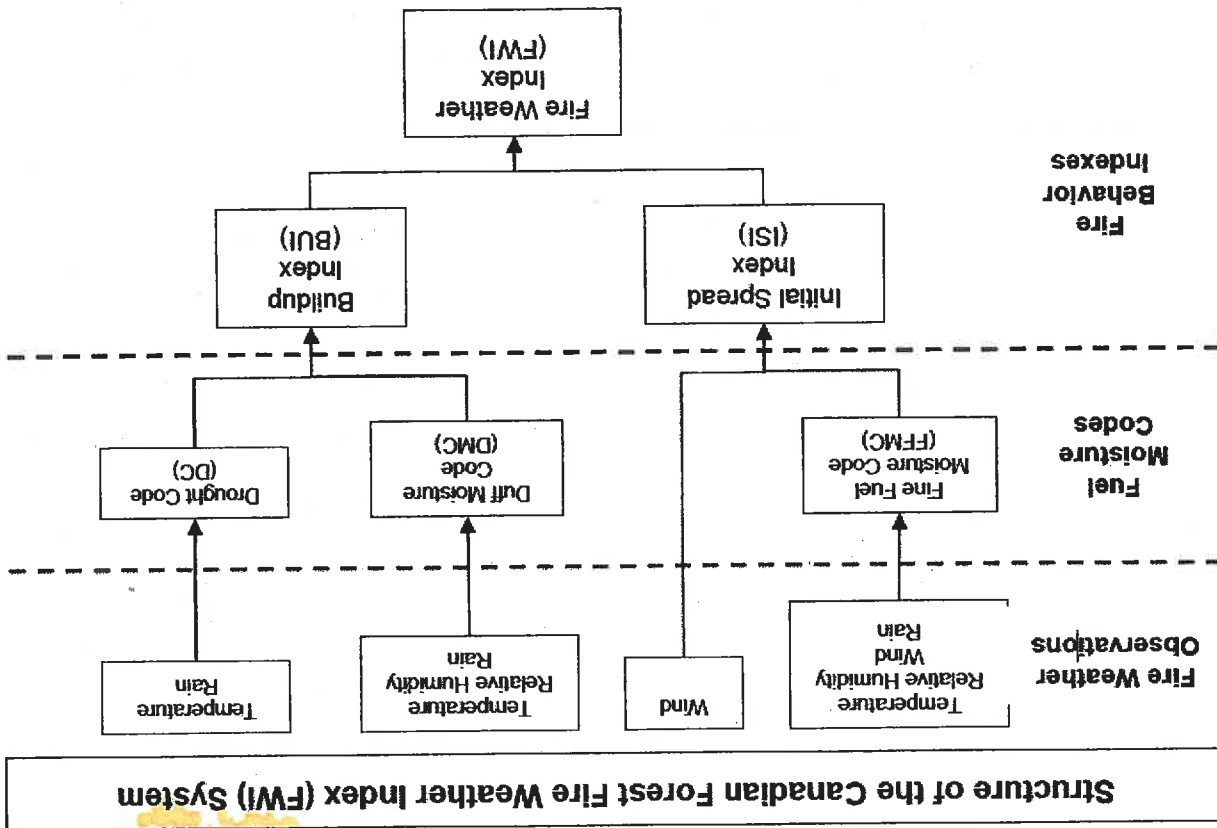 Structure of the Canadian Forest Fire Weather Index (FWI) System
Fire Weather
Observations
Temperature
Relative Humidity
Wind
Rain
Wind
Temperature
Relative Humidity
Rain
Temperature
Rain
Fuel
Moisture
Codes
Fine Fuel
Moisture Code
(FFMC)
Duff Moisture
Code
(DMC)
Drought Code
(DC)
Fire
Behavior
Indexes
Initial Spread
Index
(ISI)
Buildup
Index
(BUI)
Fire Weather
Index
(FWI)